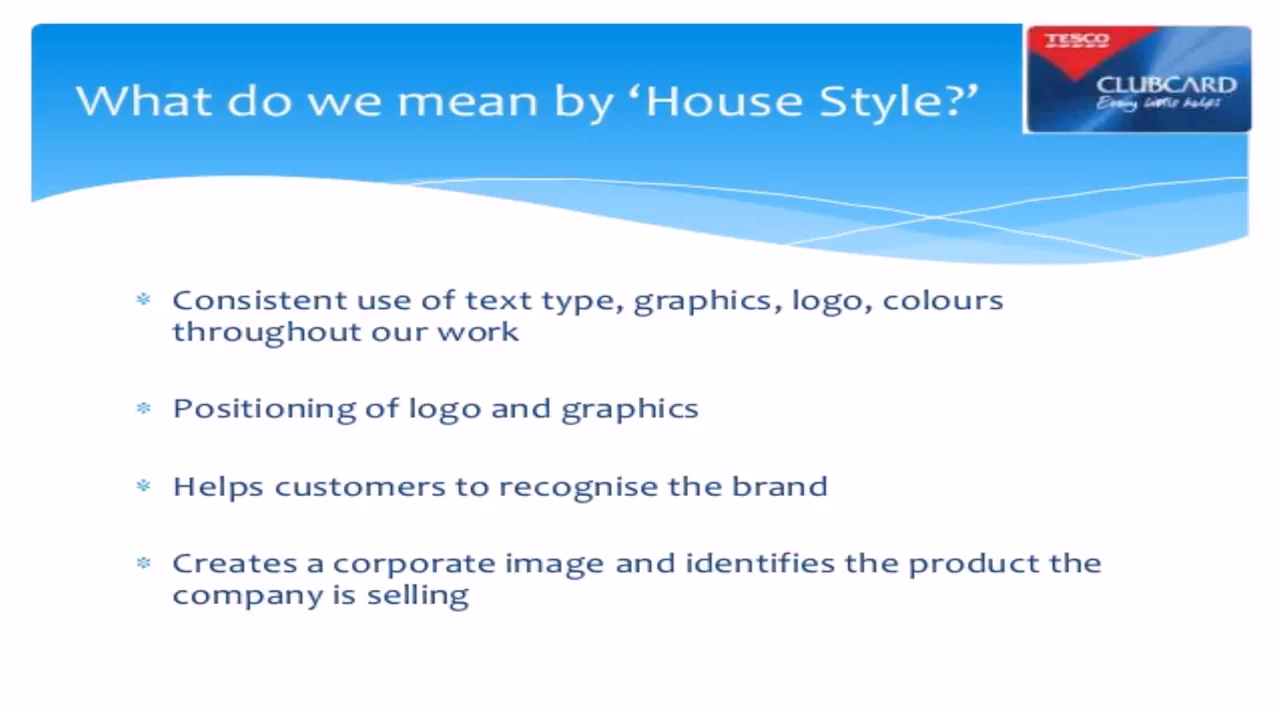 What do we mean by ‘House Style?’
TESCO
CLUBCARD
Every little helps
Consistent use of text type, graphics, logo, colours
throughout our work
Positioning of logo and graphics
Helps customers to recognise the brand
Creates a corporate image and identifies the product the
company is selling